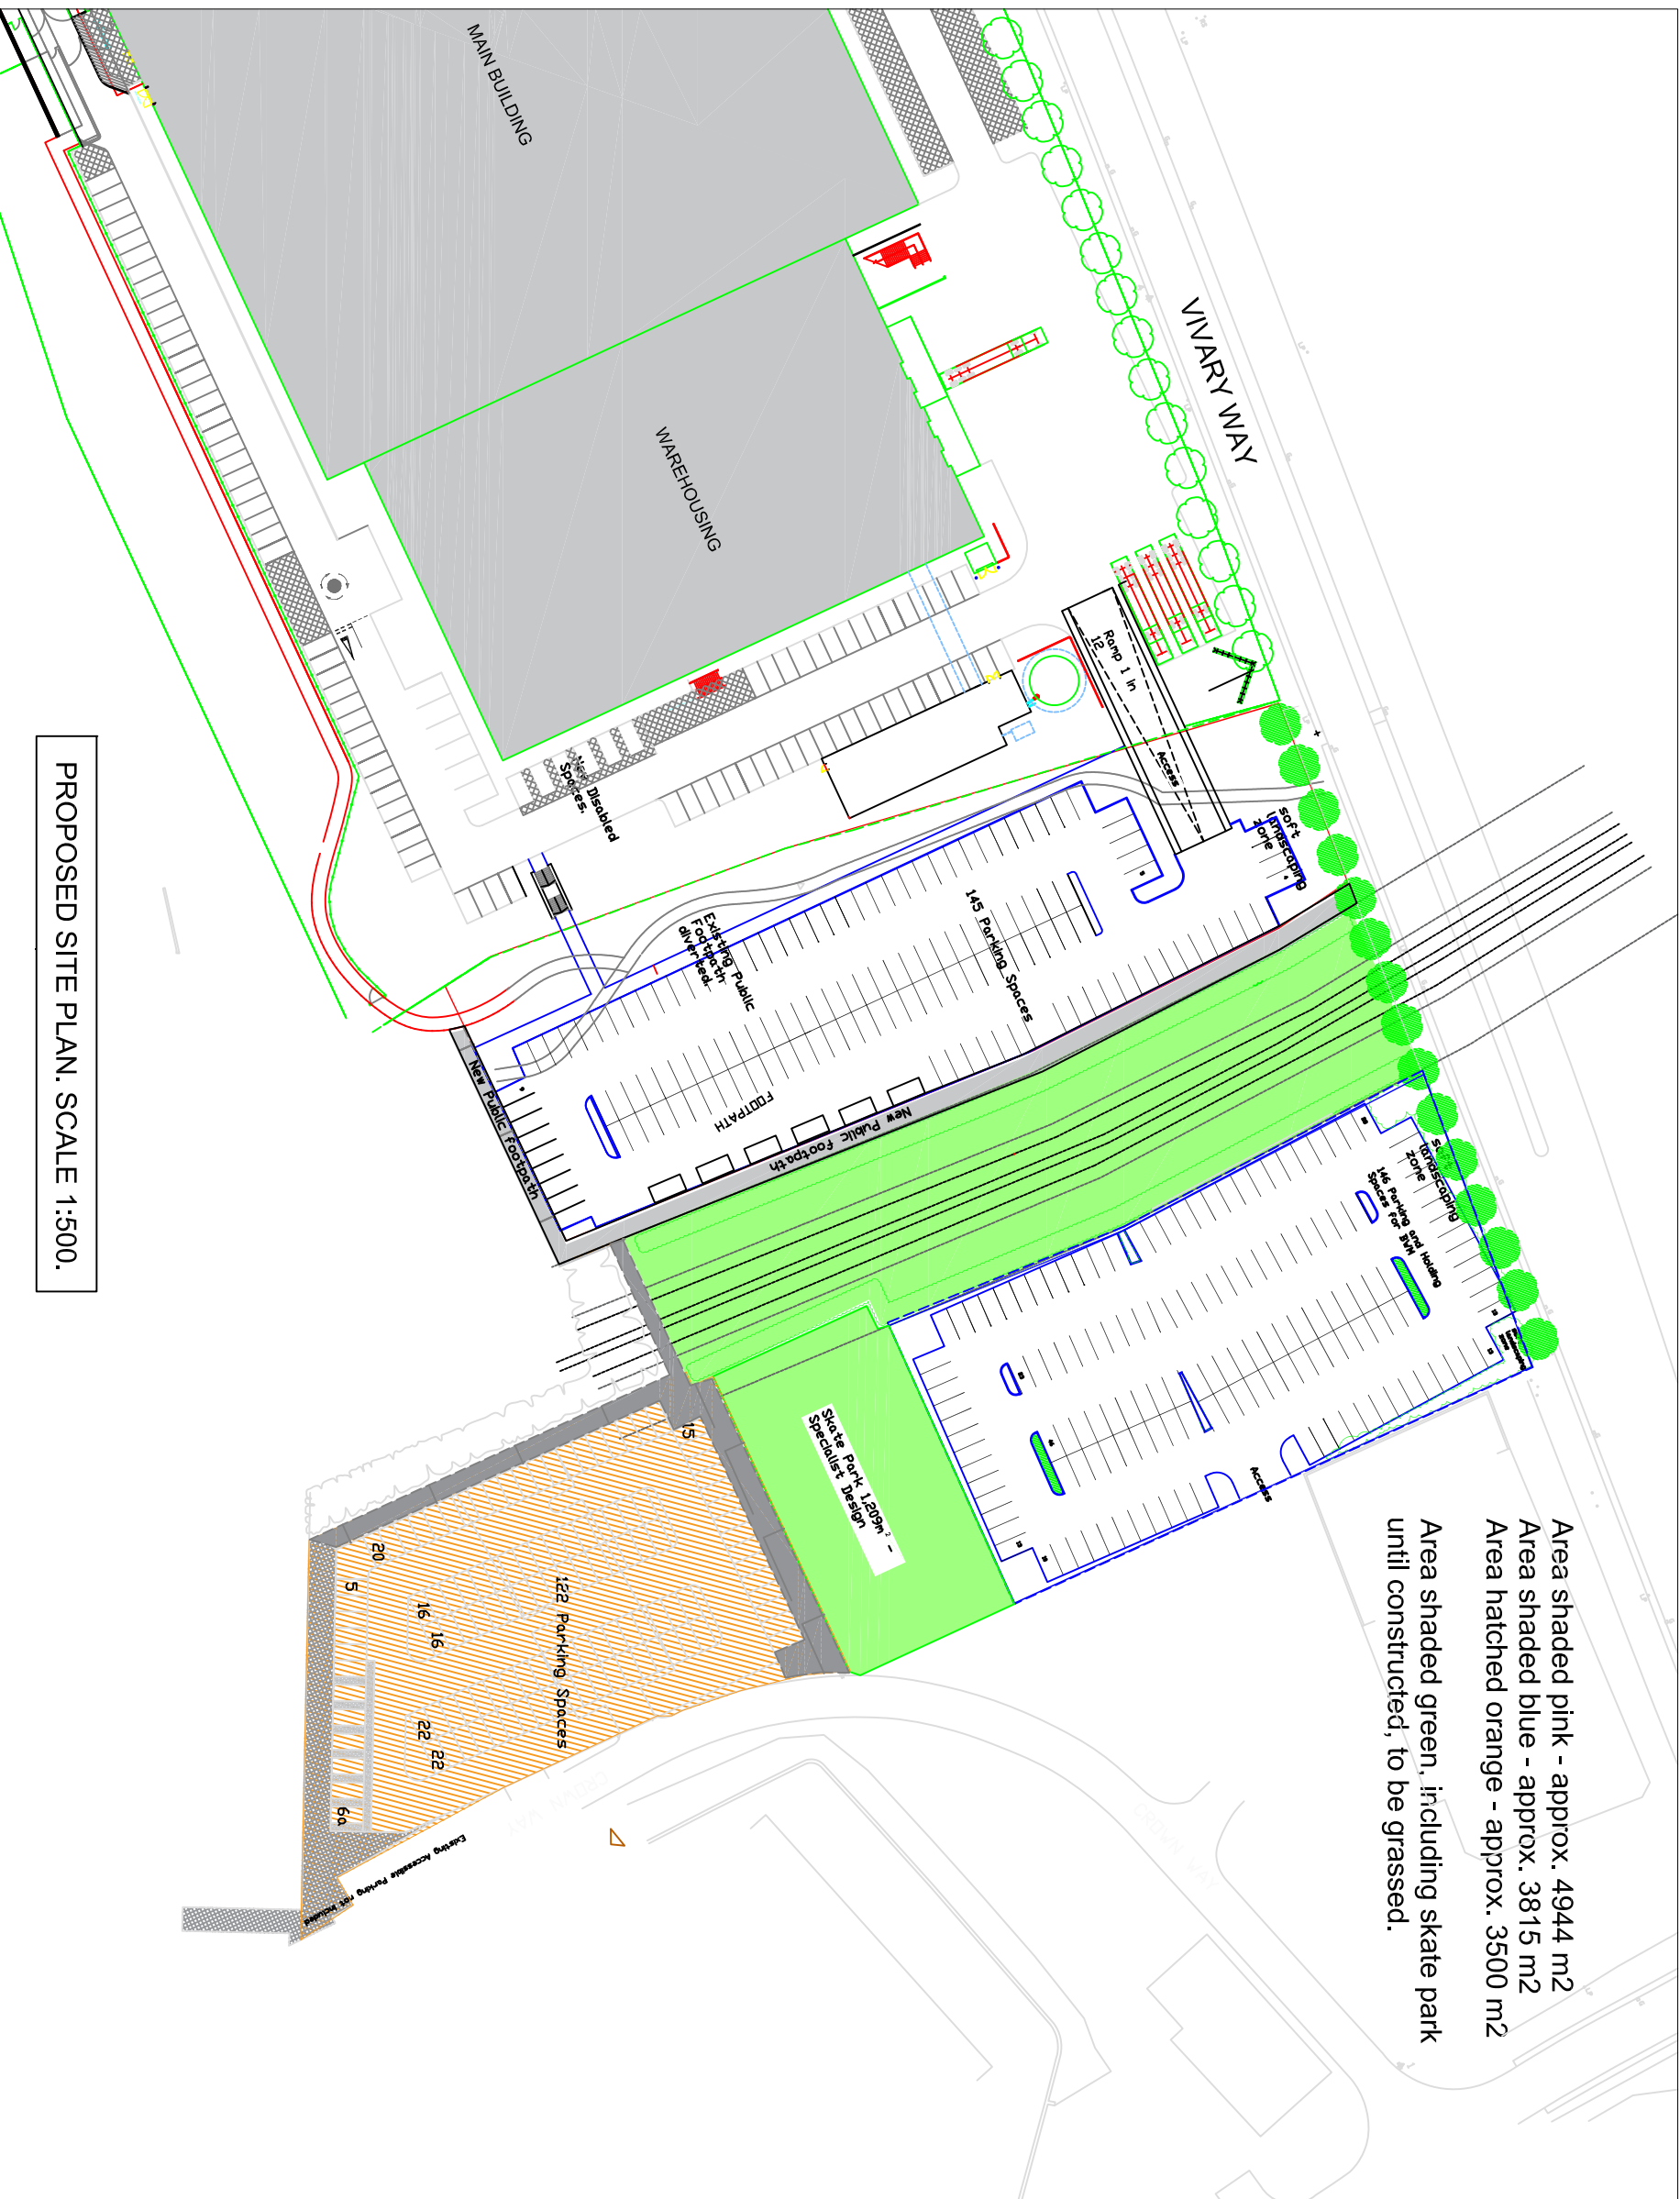 MAIN BUILDING
WAREHOUSING
VIVARY WAY
Ramp 1 in
12
Access
soft
landscaping
zone
145 Parking Spaces
Disabled
Spaces.
Existing Public
Footpath
diverted.
FOOTPATH
New Public footpath
New Public footpath
soft
landscaping
zone
146 Parking and Holding
Spaces for BWM
Access
Skate Park 1,209m² -
Specialist Design
15
122 Parking Spaces
20
5
16
16
22
22
6a
Existing Accessible Parking not included
CROWN WAY
CROWN WAY
Area shaded pink - approx. 4944 m2
Area shaded blue - approx. 3815 m2
Area hatched orange - approx. 3500 m2
Area shaded green, including skate park
until constructed, to be grassed.
PROPOSED SITE PLAN. SCALE 1:500.